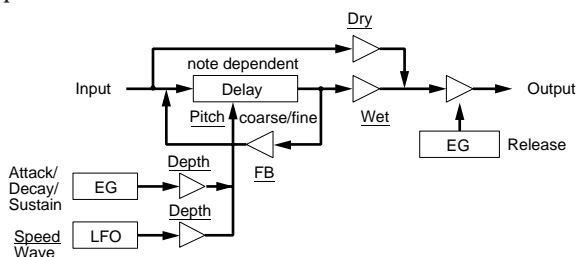 Dry
note dependent
Input
Delay
Output
Pitch coarse/fine
Wet
EG
Release
FB
Attack/
Decay/
Sustain
EG
Depth
Depth
Speed
Wave
LFO